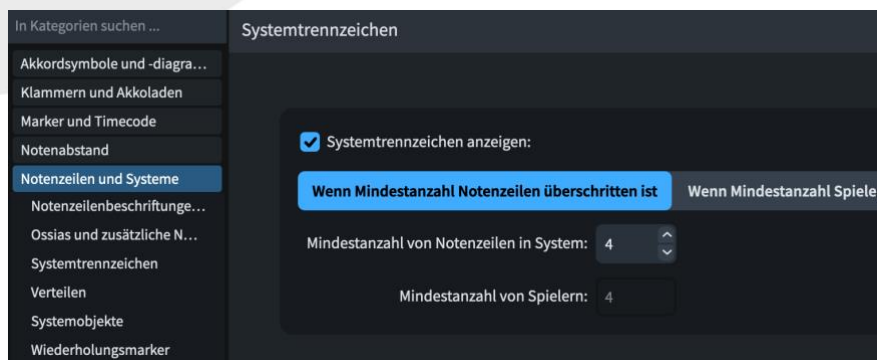 In Kategorien suchen ...
Systemtrennzeichen
Akkordsymbole und -diagra...
Klammern und Akkoladen
Marker und Timecode
Notenabstand
Notenzeilen und Systeme
Notenzeilenbeschriftunge...
Ossias und zusätzliche N...
Systemtrennzeichen
Verteilen
Systemobjekte
Wiederholungsmarker
Systemtrennzeichen anzeigen:
Wenn Mindestanzahl Notenzeilen überschritten ist
Wenn Mindestanzahl Spiele
Mindestanzahl von Notenzeilen in System: 4
Mindestanzahl von Spielern: 4